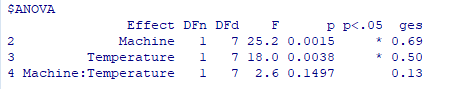 $ANOVA
Effect DFn DFd F p p<.05 ges
2 Machine 1 7 25.2 0.0015 * 0.69
3 Temperature 1 7 18.0 0.0038 * 0.50
4 Machine:Temperature 1 7 2.6 0.1497 0.13